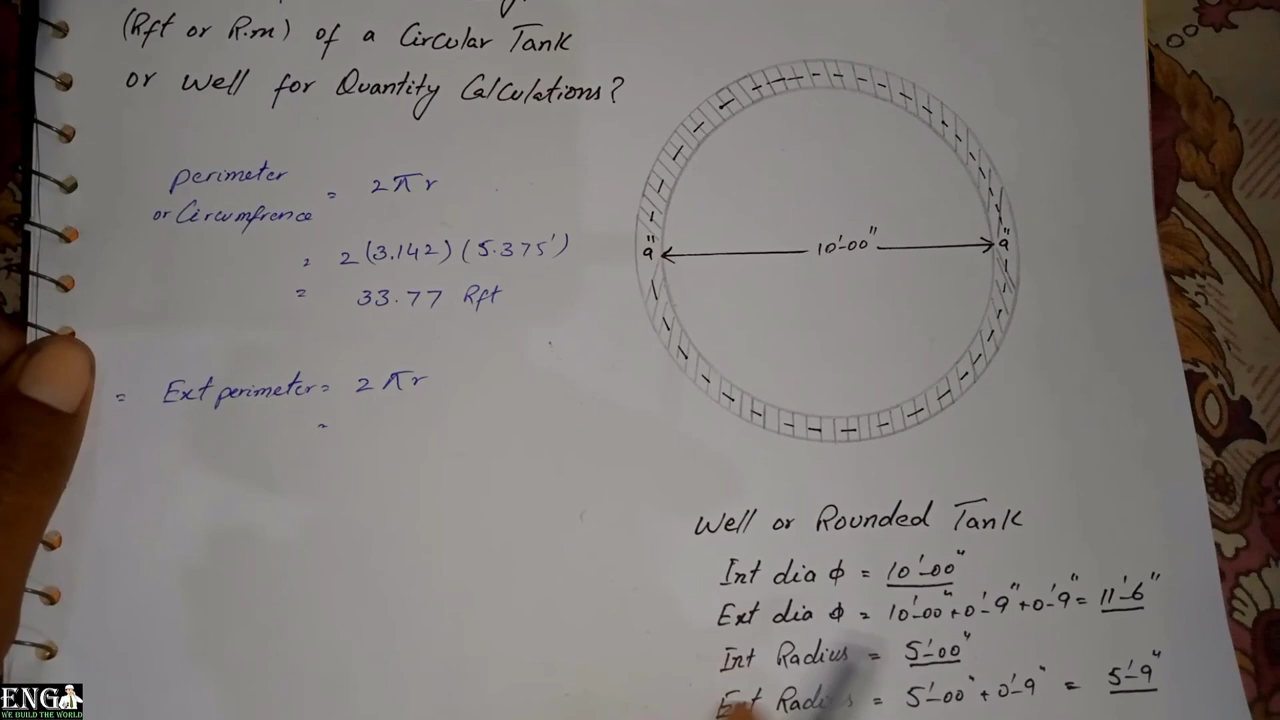 (Rft or R.m) of a Circular Tank
or Well for Quantity Calculations?
perimeter
or Circumfrence = 2πr
= 2(3.142)(5.375')
= 33.77 Rft
= Ext perimeter = 2πr
=
9" 10'-00" 9"
Well or Rounded Tank
Int dia ϕ = 10'-00"
Ext dia ϕ = 10'-00"+0'-9"+0'-9" = 11'-6"
Int Radius = 5'-00"
Ext Radius = 5'-00"+0'-9" = 5'-9"
ENG
WE BUILD THE WORLD